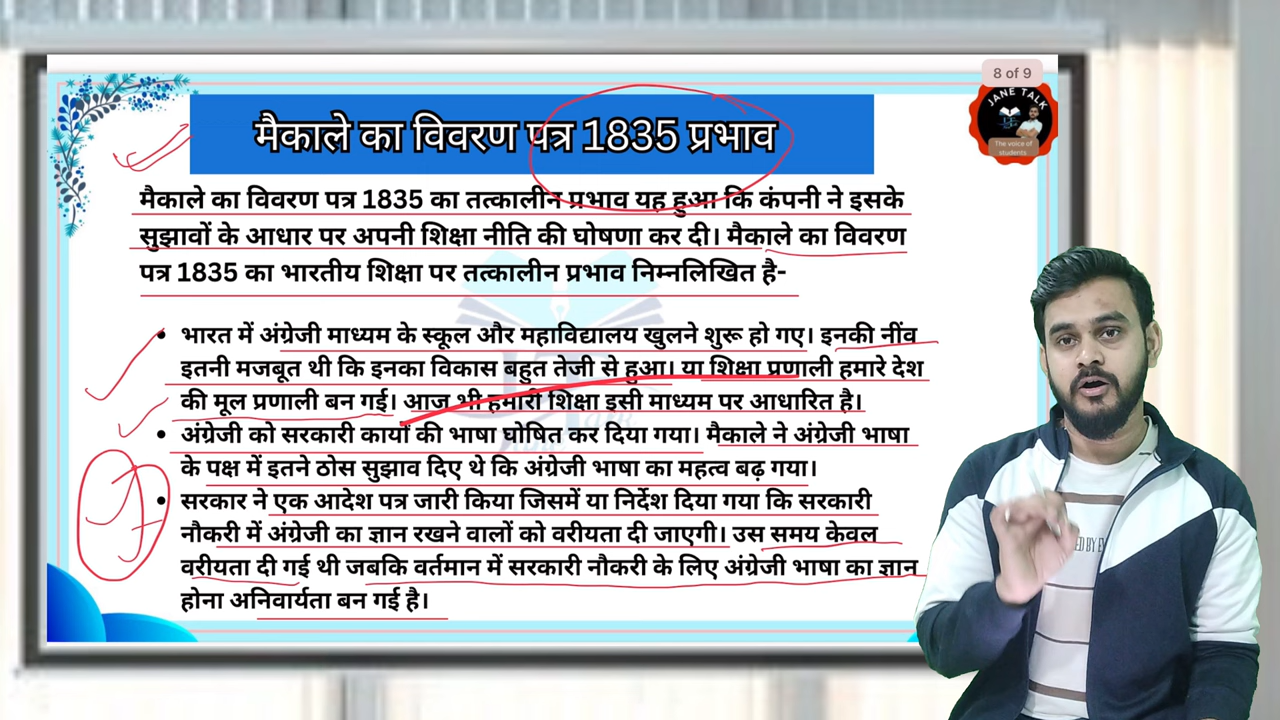 8 of 9
JANE TALK
The voice of
students
मैकाले का विवरण पत्र 1835 प्रभाव
मैकाले का विवरण पत्र 1835 का तत्कालीन प्रभाव यह हुआ कि कंपनी ने इसके
सुझावों के आधार पर अपनी शिक्षा नीति की घोषणा कर दी। मैकाले का विवरण
पत्र 1835 का भारतीय शिक्षा पर तत्कालीन प्रभाव निम्नलिखित है-
• भारत में अंग्रेजी माध्यम के स्कूल और महाविद्यालय खुलने शुरू हो गए। इनकी नींव
इतनी मजबूत थी कि इनका विकास बहुत तेजी से हुआ। या शिक्षा प्रणाली हमारे देश
की मूल प्रणाली बन गई। आज भी हमारी शिक्षा इसी माध्यम पर आधारित है।
• अंग्रेजी को सरकारी कार्यो की भाषा घोषित कर दिया गया। मैकाले ने अंग्रेजी भाषा
के पक्ष में इतने ठोस सुझाव दिए थे कि अंग्रेजी भाषा का महत्व बढ़ गया।
• सरकार ने एक आदेश पत्र जारी किया जिसमें या निर्देश दिया गया कि सरकारी
नौकरी में अंग्रेजी का ज्ञान रखने वालों को वरीयता दी जाएगी। उस समय केवल
वरीयता दी गई थी जबकि वर्तमान में सरकारी नौकरी के लिए अंग्रेजी भाषा का ज्ञान
होना अनिवार्यता बन गई है।